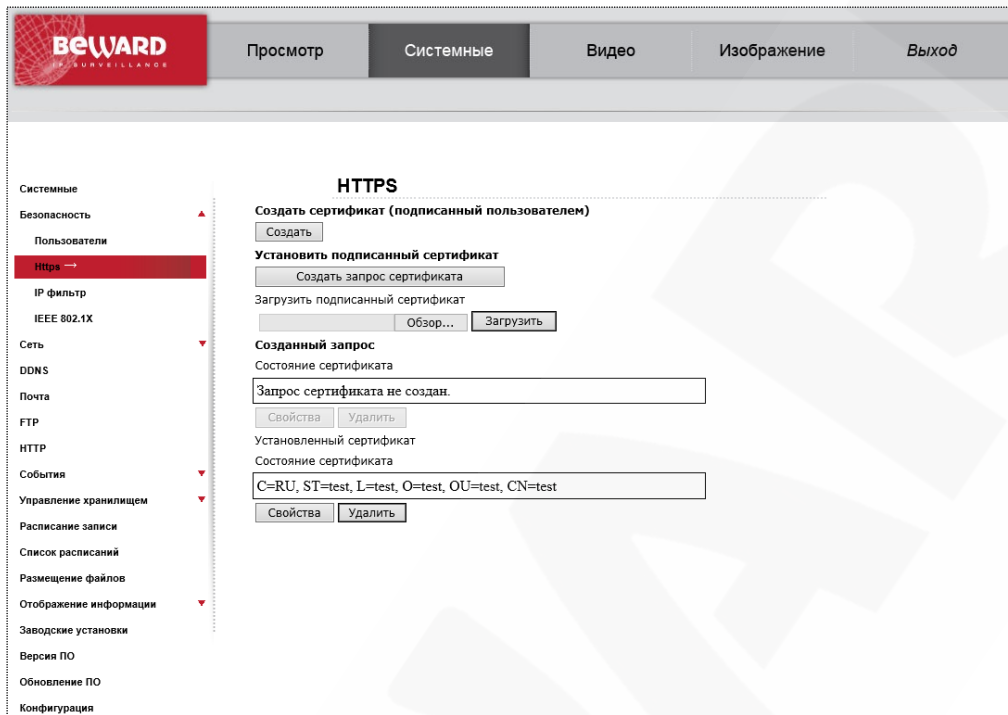 BEWARD
IP SURVEILLANCE
Просмотр
Системные
Видео
Изображение
Выход
Системные
Безопасность
Пользователи
Https →
IP фильтр
IEEE 802.1X
Сеть
DDNS
Почта
FTP
HTTP
События
Управление хранилищем
Расписание записи
Список расписаний
Размещение файлов
Отображение информации
Заводские установки
Версия ПО
Обновление ПО
Конфигурация
HTTPS
Создать сертификат (подписанный пользователем)
Создать
Установить подписанный сертификат
Создать запрос сертификата
Загрузить подписанный сертификат
Обзор... Загрузить
Созданный запрос
Состояние сертификата
Запрос сертификата не создан.
Свойства Удалить
Установленный сертификат
Состояние сертификата
C=RU, ST=test, L=test, O=test, OU=test, CN=test
Свойства Удалить